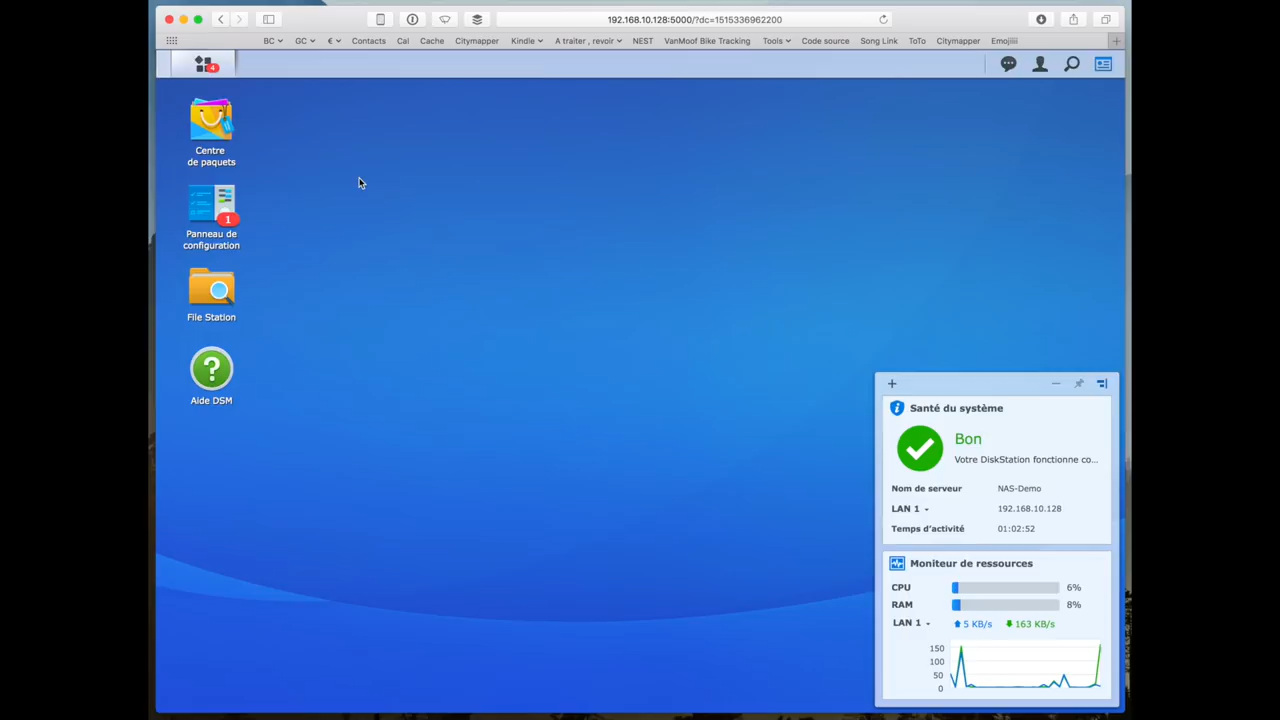 192.168.10.128:5000/?dc=1515336962200
BC GC € Contacts Cal Cache Citymapper Kindle A traiter , revoir NEST VanMoof Bike Tracking Tools Code source Song Link ToTo Citymapper Emojiiii
4
Centre
de paquets
1
Panneau de
configuration
File Station
Aide DSM
Santé du système
Bon
Votre DiskStation fonctionne co...
Nom de serveur NAS-Demo
LAN 1 192.168.10.128
Temps d'activité 01:02:52
Moniteur de ressources
CPU 6%
RAM 8%
LAN 1 5 KB/s 163 KB/s
150
100
50
0